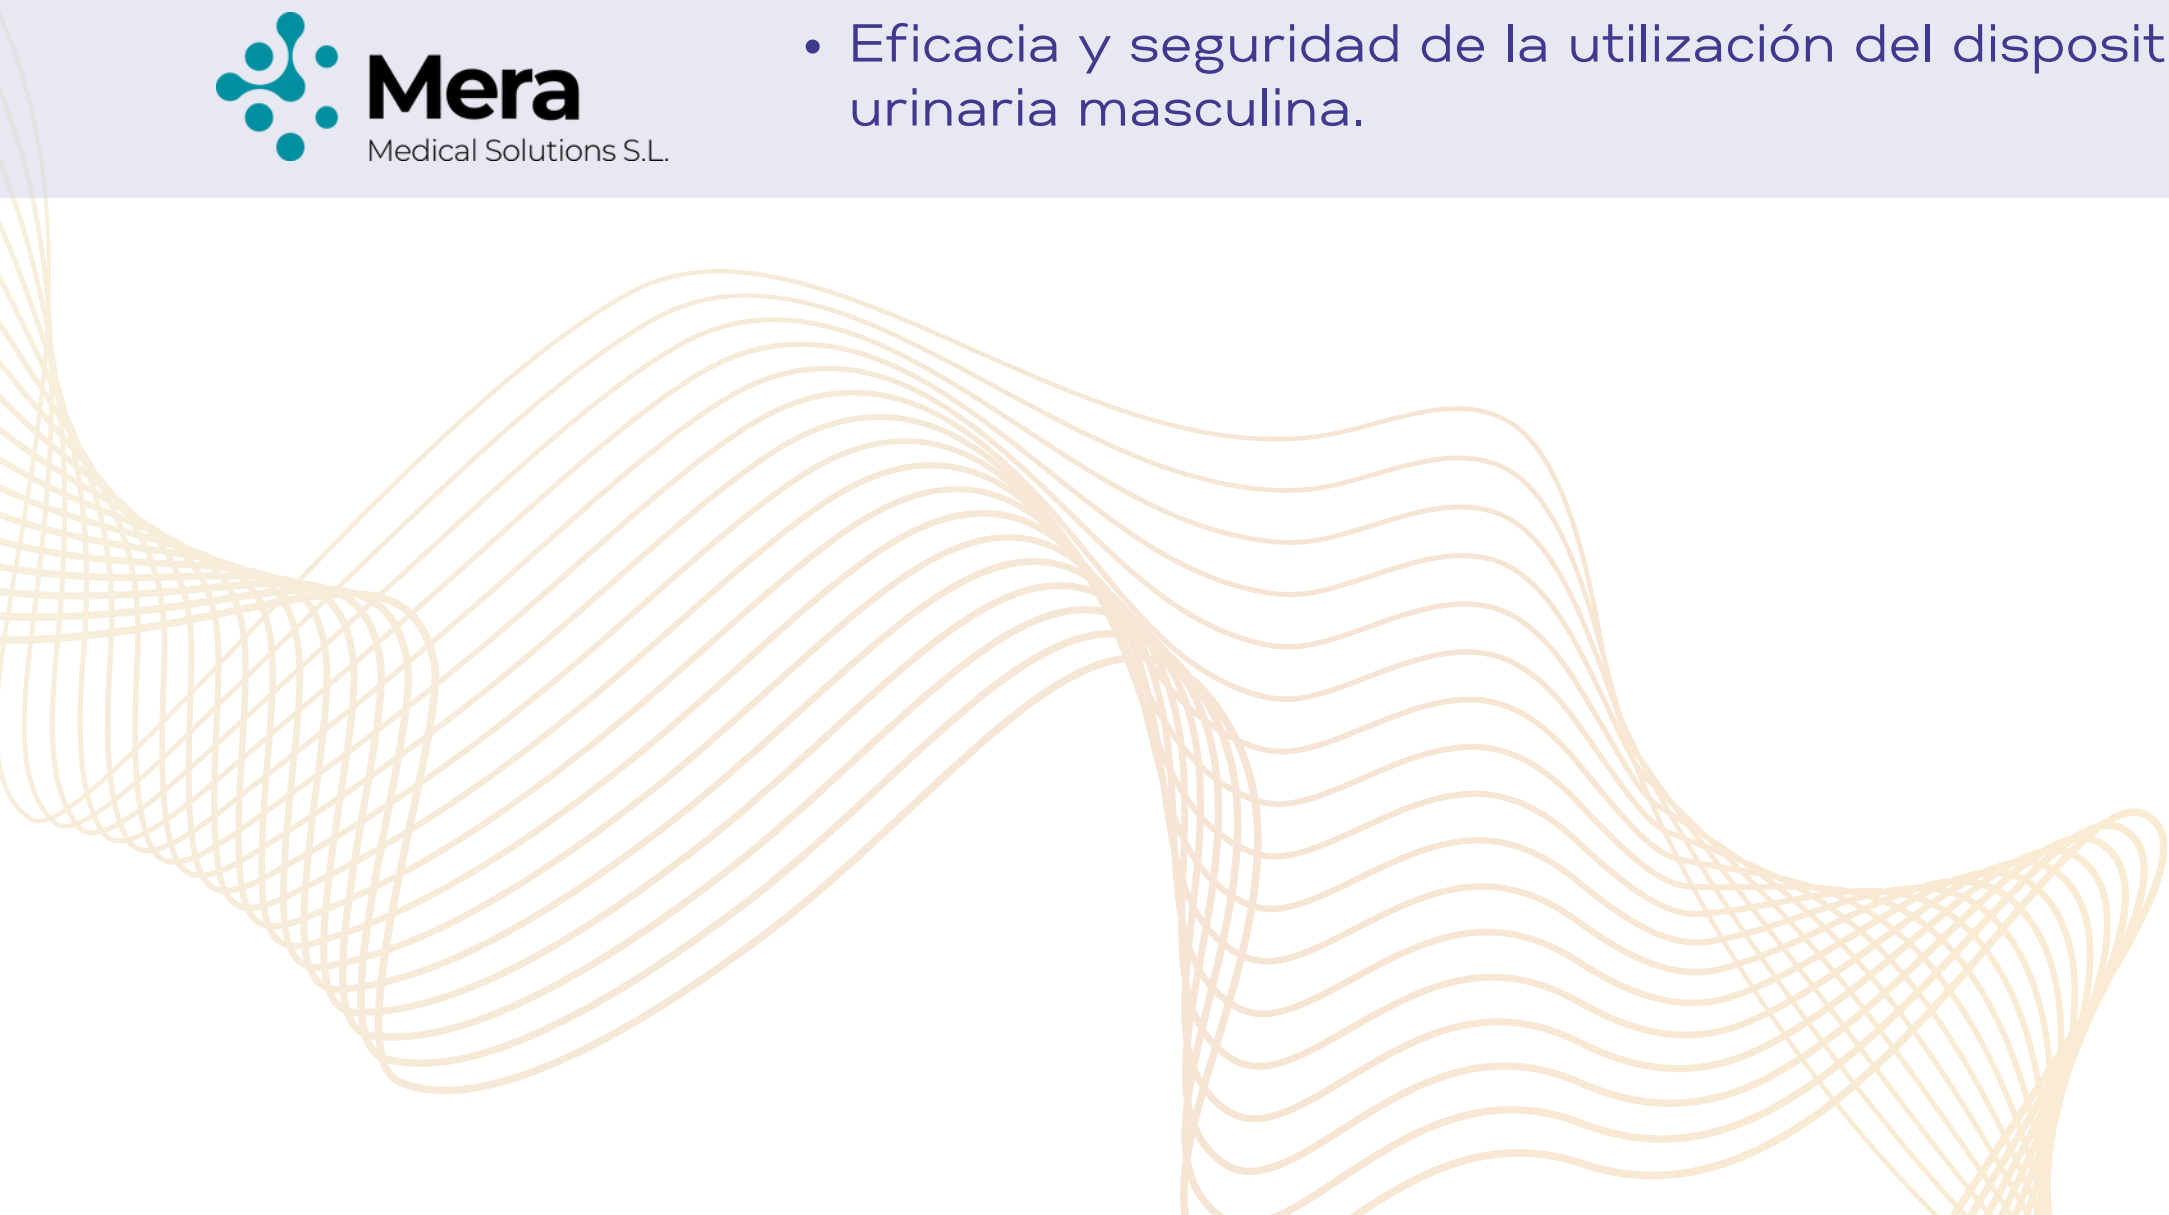 Mera
Medical Solutions S.L.
• Eficacia y seguridad de la utilización del disposit
urinaria masculina.